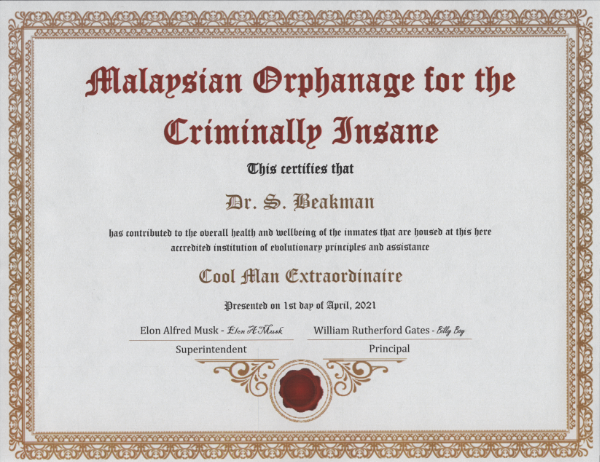 Malaysian Orphanage for the
Criminally Insane
This certifies that
Dr. S. Beakman
has contributed to the overall health and wellbeing of the inmates that are housed at this here
accredited institution of evolutionary principles and assistance
Cool Man Extraordinaire
Presented on 1st day of April, 2021
Elon Alfred Musk - Elon A Musk William Rutherford Gates - Billy Boy
Superintendent Principal